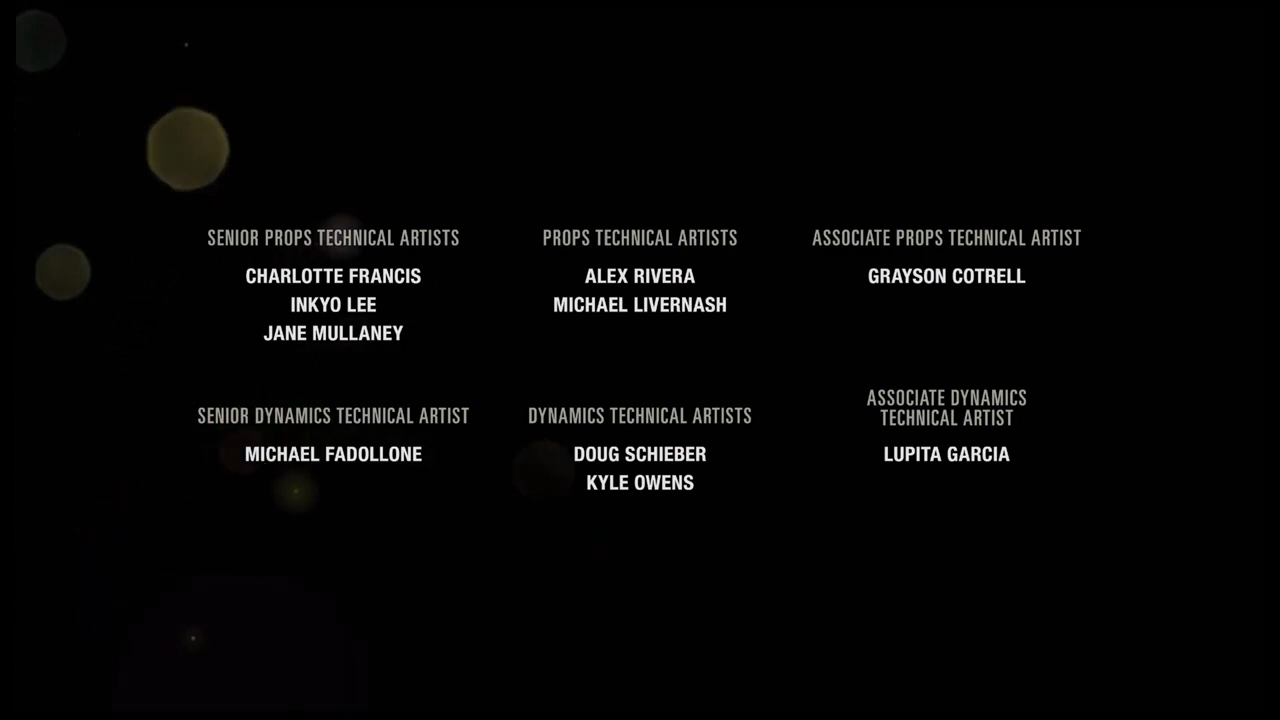 SENIOR PROPS TECHNICAL ARTISTS
CHARLOTTE FRANCIS
INKYO LEE
JANE MULLANEY
PROPS TECHNICAL ARTISTS
ALEX RIVERA
MICHAEL LIVERNASH
ASSOCIATE PROPS TECHNICAL ARTIST
GRAYSON COTRELL
SENIOR DYNAMICS TECHNICAL ARTIST
MICHAEL FADOLLONE
DYNAMICS TECHNICAL ARTISTS
DOUG SCHIEBER
KYLE OWENS
ASSOCIATE DYNAMICS
TECHNICAL ARTIST
LUPITA GARCIA